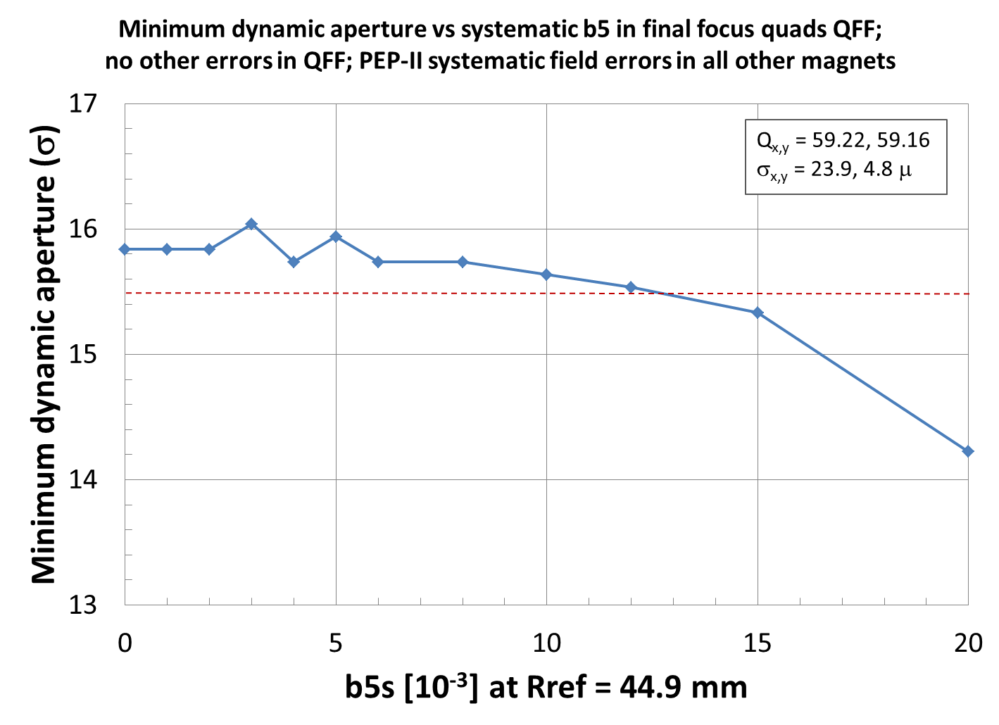 Minimum dynamic aperture vs systematic b5 in final focus quads QFF;
no other errors in QFF; PEP-II systematic field errors in all other magnets
Minimum dynamic aperture (σ)
17
16
15
14
13
Qx,y = 59.22, 59.16
σx,y = 23.9, 4.8 μ
0 5 10 15 20
b5s [10⁻³] at Rref = 44.9 mm